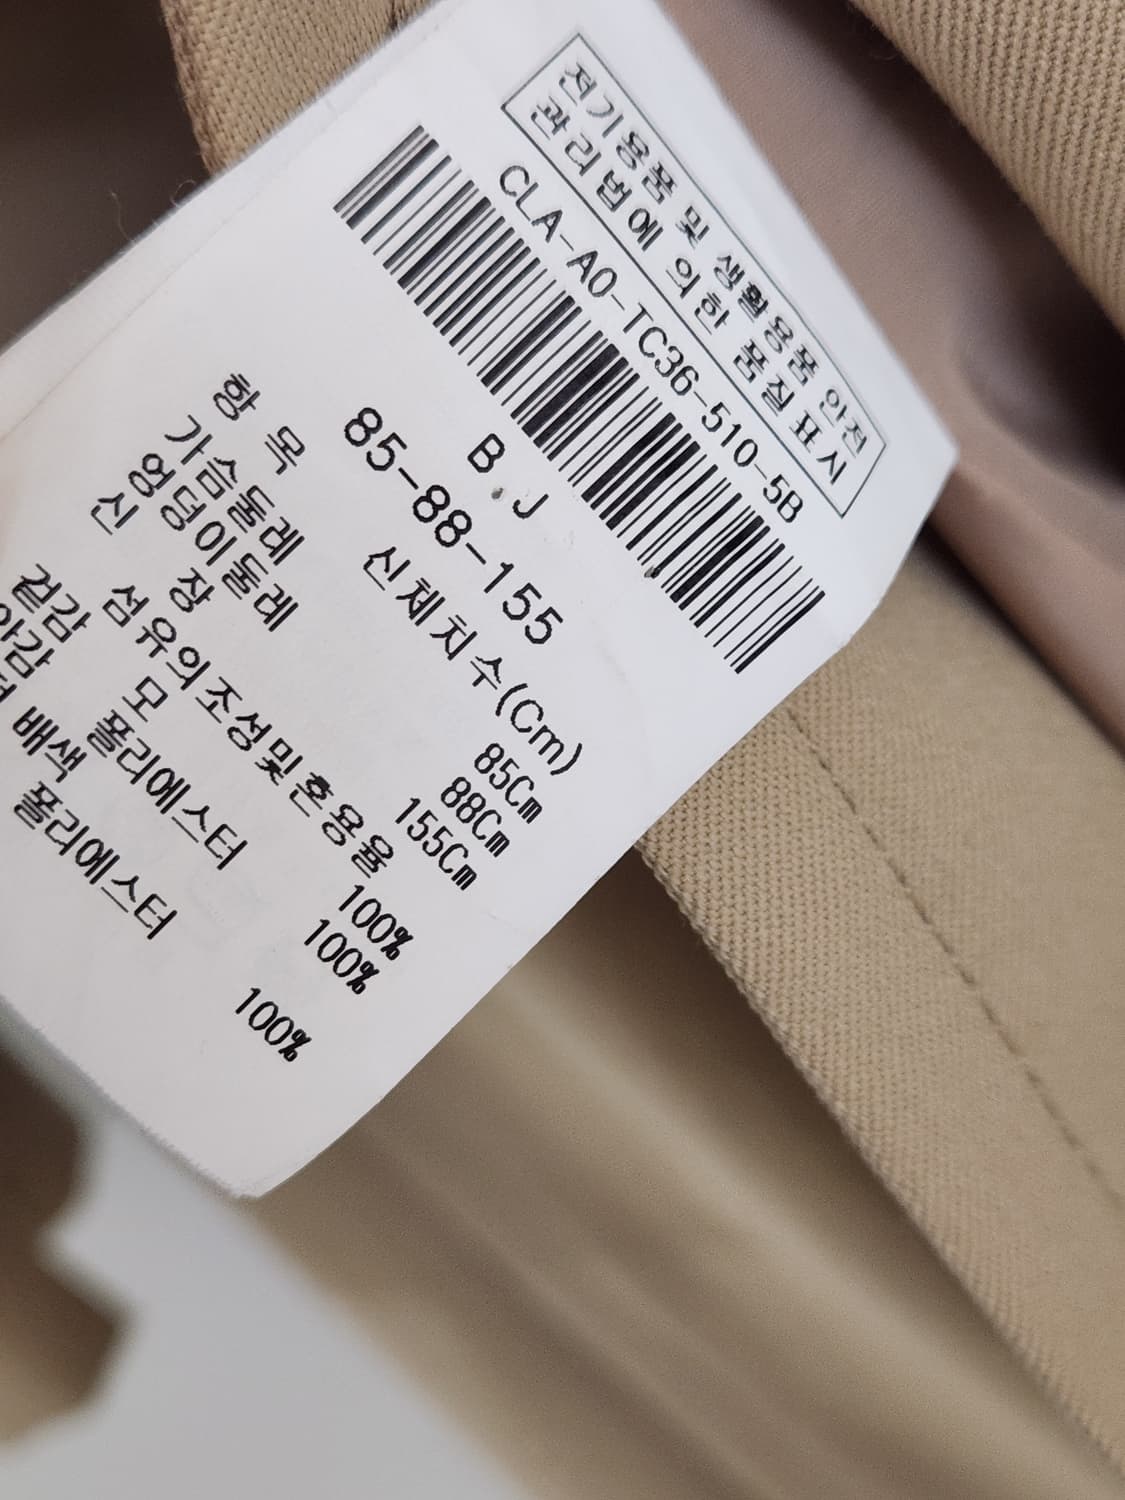 전기용품 및 생활용품 안전
관리법에 의한 품질표시
CLA-A0-TC36-510-5B
B.J
85-88-155
항 목 신체치수(Cm)
가슴둘레 85Cm
엉덩이둘레 88Cm
신 장 155Cm
섬유의조성및혼용율
겉감 모 100%
안감 폴리에스터 100%
배색
폴리에스터 100%